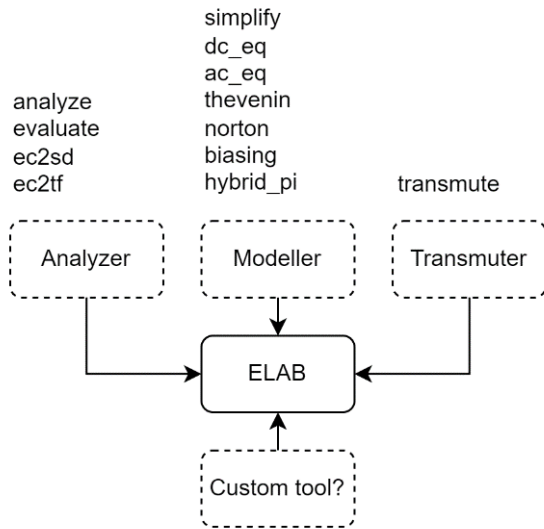 analyze
evaluate
ec2sd
ec2tf
simplify
dc_eq
ac_eq
thevenin
norton
biasing
hybrid_pi
transmute
Analyzer
Modeller
Transmuter
ELAB
Custom tool?